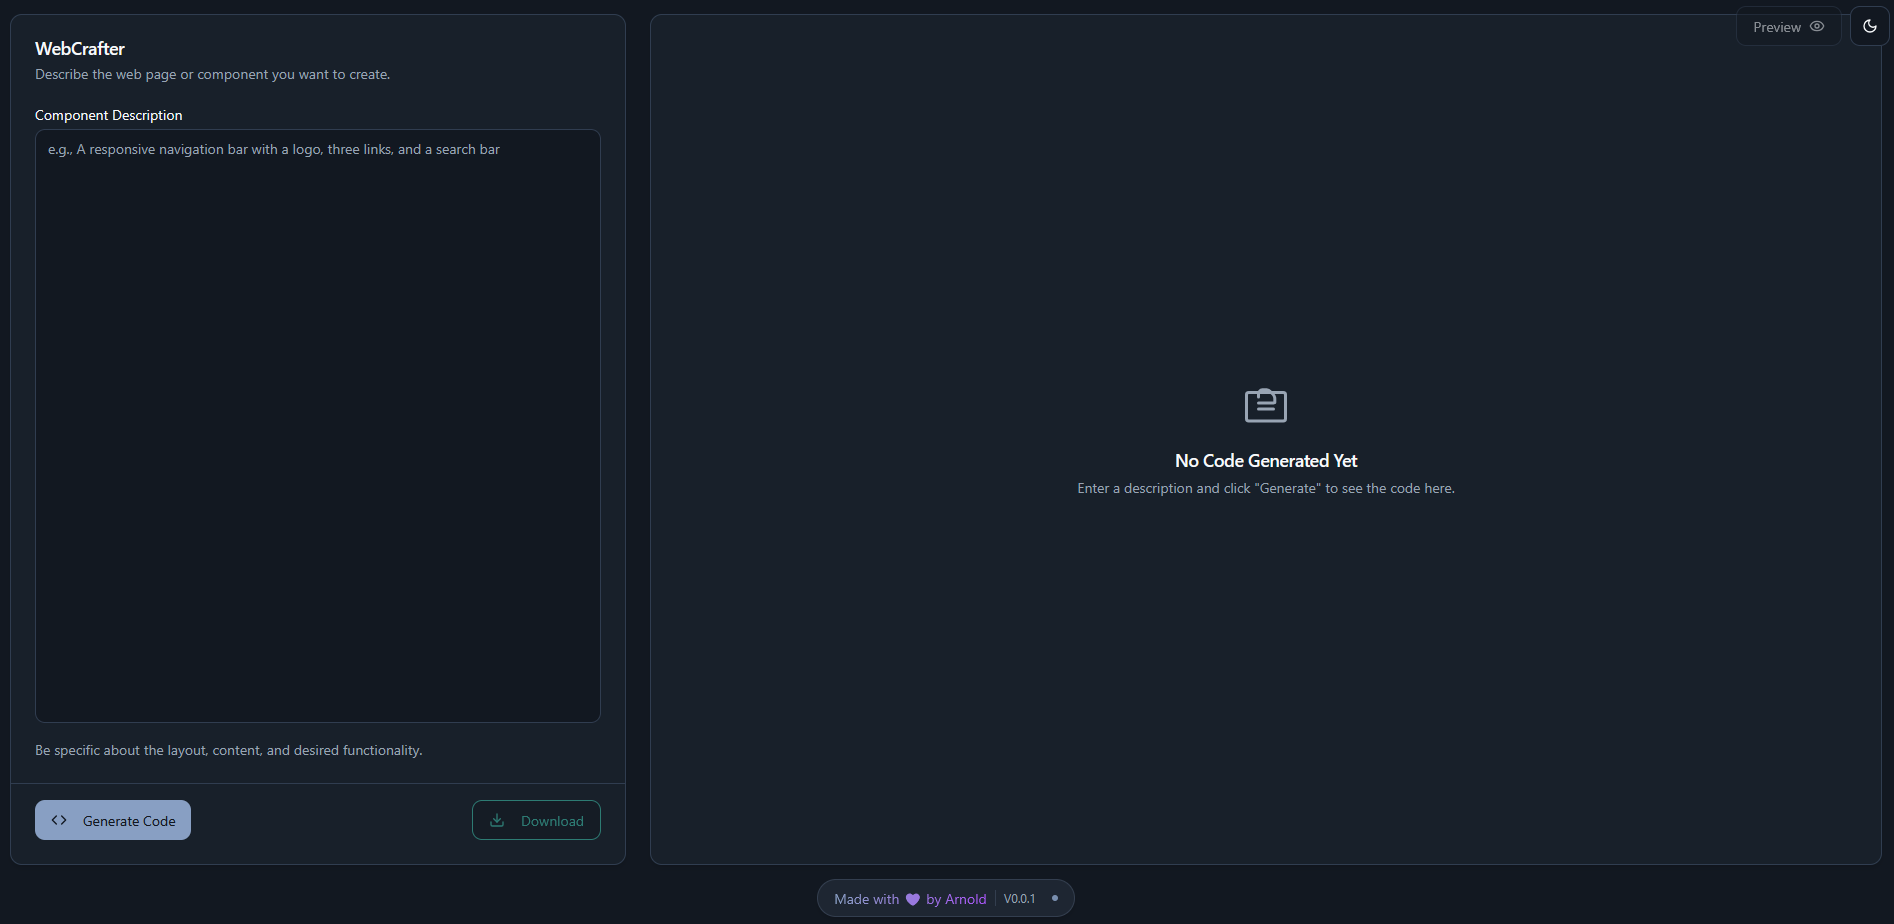 WebCrafter
Describe the web page or component you want to create.
Component Description
e.g., A responsive navigation bar with a logo, three links, and a search bar
Be specific about the layout, content, and desired functionality.
Generate Code
Download
Preview
No Code Generated Yet
Enter a description and click "Generate" to see the code here.
Made with 💜 by Arnold V0.0.1